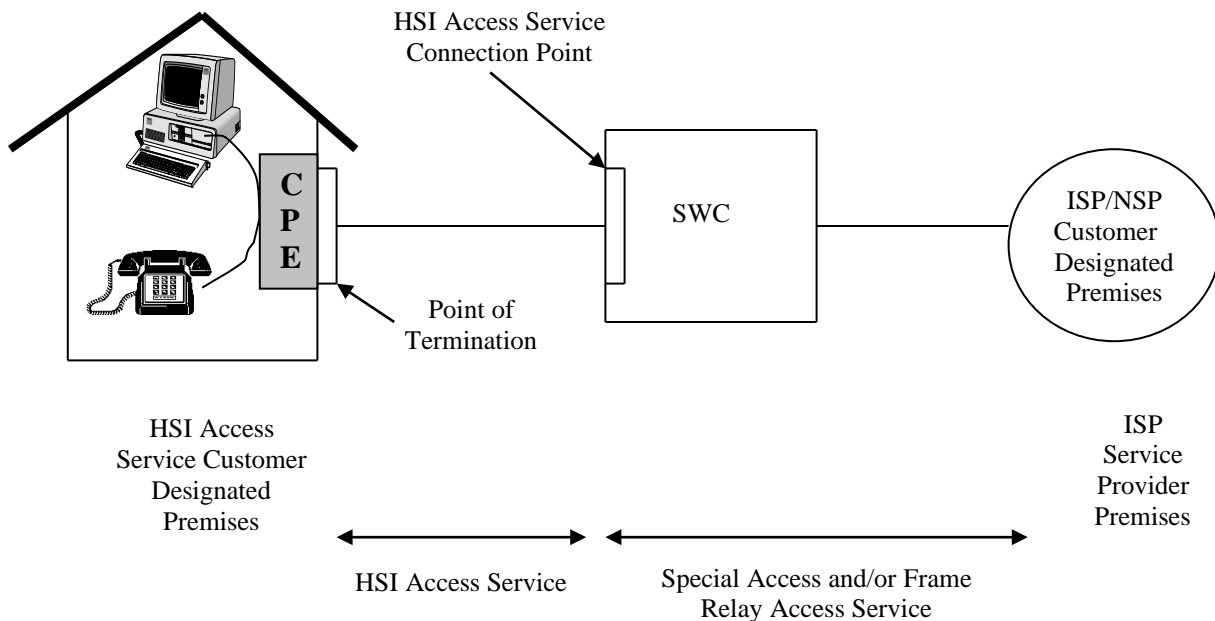 HSI Access Service
Connection Point
C
P
E
SWC
ISP/NSP
Customer
Designated
Premises
Point of
Termination
HSI Access
Service Customer
Designated
Premises
ISP
Service
Provider
Premises
HSI Access Service
Special Access and/or Frame
Relay Access Service